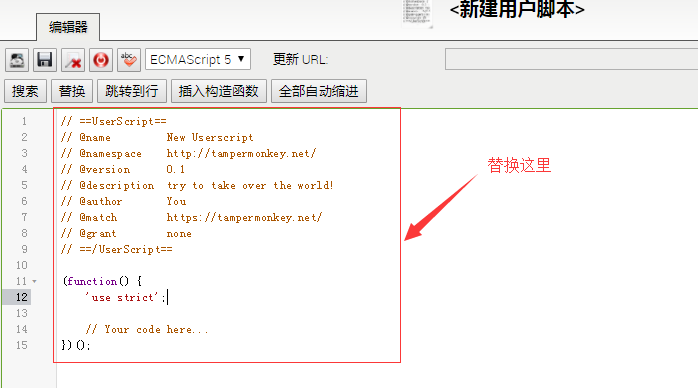 <新建用户脚本>
编辑器
ECMAScript 5 更新 URL:
搜索 替换 跳转到行 插入构造函数 全部自动缩进
1 // ==UserScript==
2 // @name         New Userscript
3 // @namespace    http://tampermonkey.net/
4 // @version      0.1
5 // @description  try to take over the world!
6 // @author       You
7 // @match        https://tampermonkey.net/
8 // @grant        none
9 // ==/UserScript==
10
11 (function() {
12     'use strict';
13
14     // Your code here...
15 })();
替换这里